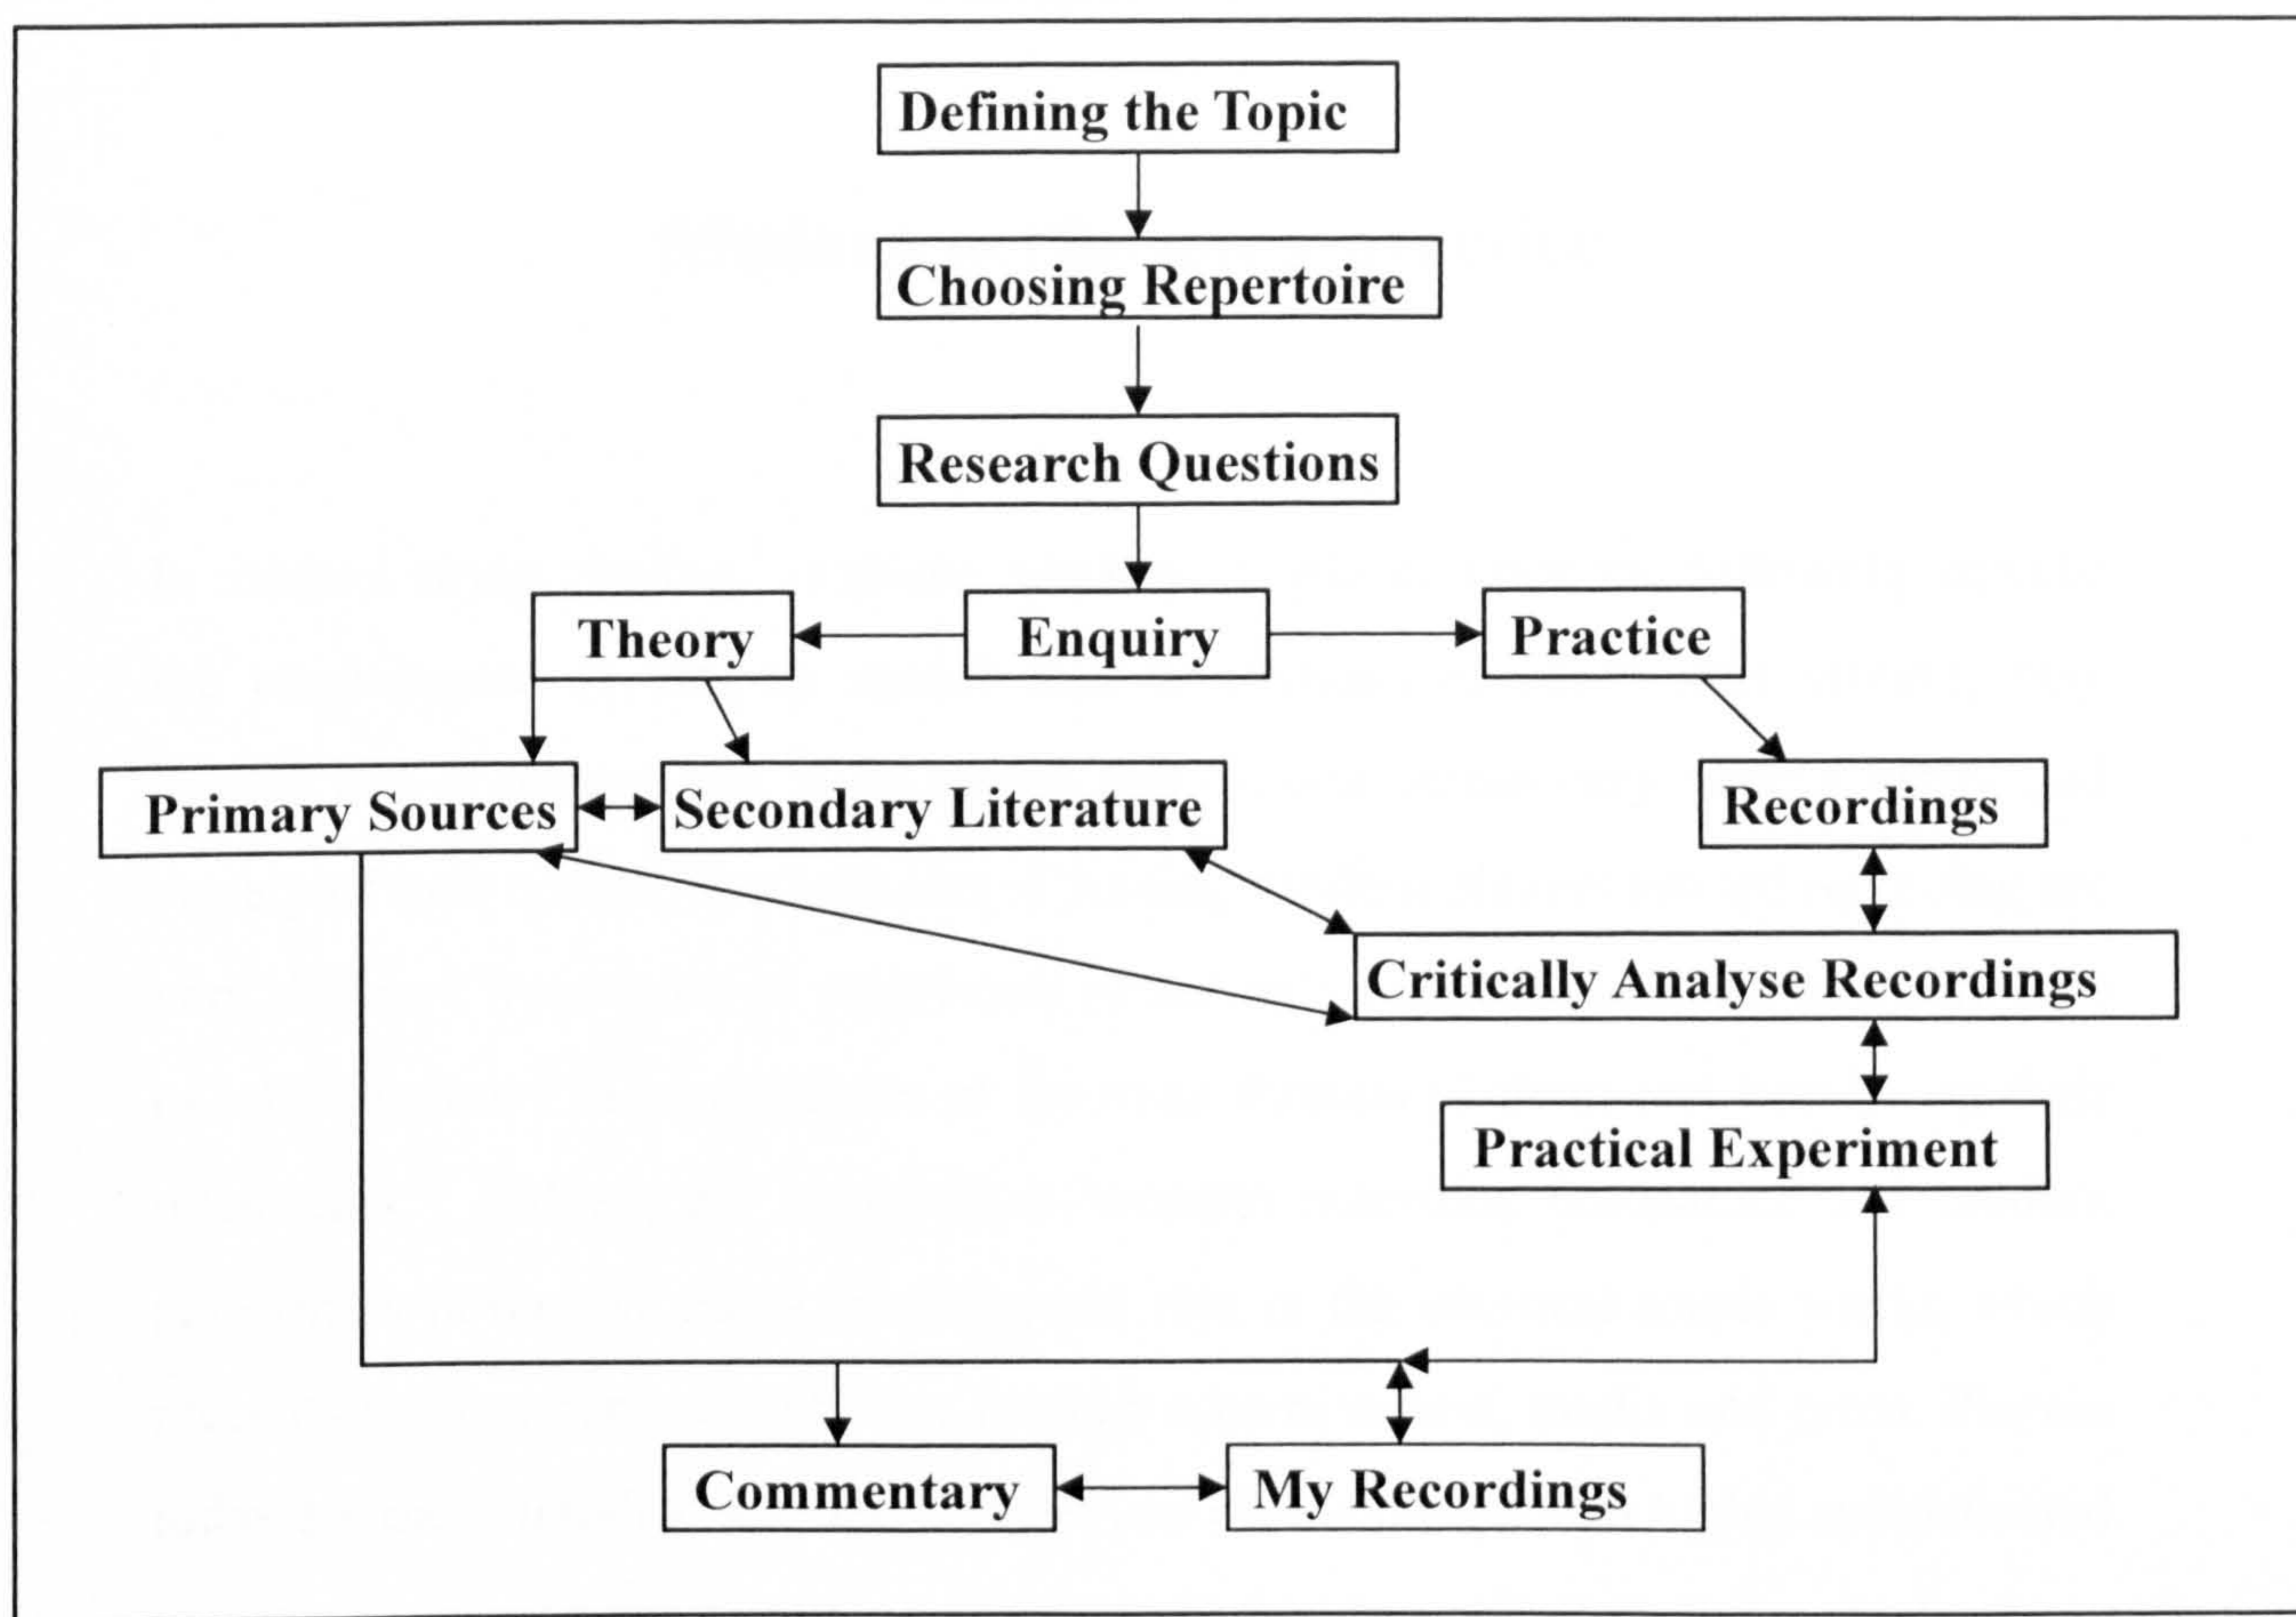 Defining the Topic
Choosing Repertoire
Research Questions
Theory
Enquiry
Practice
Primary Sources
Secondary Literature
Recordings
Critically Analyse Recordings
Practical Experiment
Commentary
My Recordings